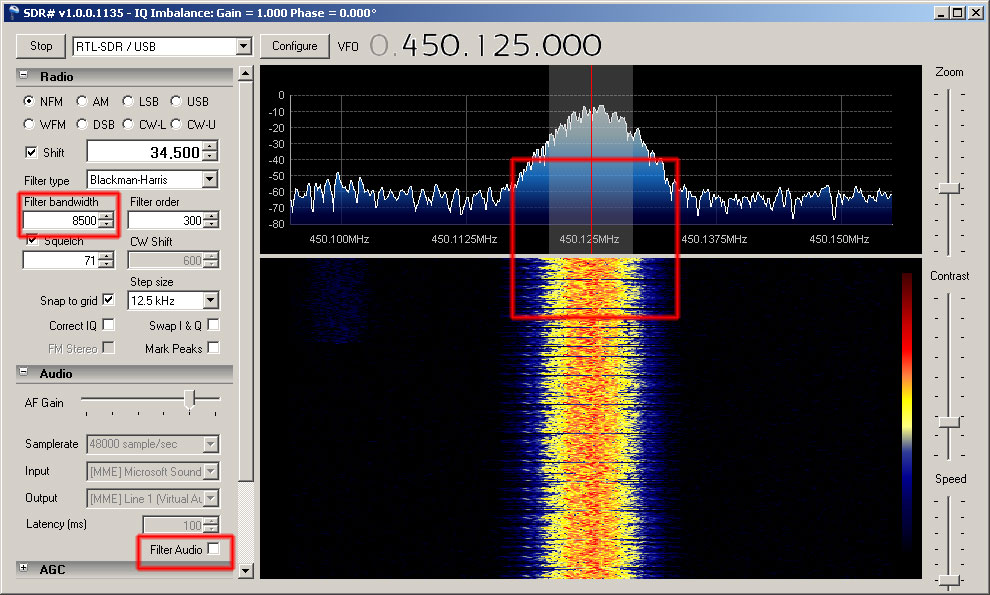 SDR# v1.0.0.1135 - IQ Imbalance: Gain = 1.000 Phase = 0.000°
Stop
RTL-SDR / USB
Configure
VFO
0.450.125.000
Radio
NFM AM LSB USB
WFM DSB CW-L CW-U
Shift 34,500
Filter type Blackman-Harris
Filter bandwidth Filter order
8500 300
Squelch CW Shift
71 600
Step size
Snap to grid 12.5 kHz
Correct IQ Swap I & Q
FM Stereo Mark Peaks
Audio
AF Gain
Samplerate 48000 sample/sec
Input [MME] Microsoft Sound
Output [MME] Line 1 (Virtual Au
Latency (ms) 100
Filter Audio
AGC
0
-10
-20
-30
-40
-50
-60
-70
-80
450.100MHz 450.1125MHz 450.125MHz 450.1375MHz 450.150MHz
Zoom
Contrast
Speed